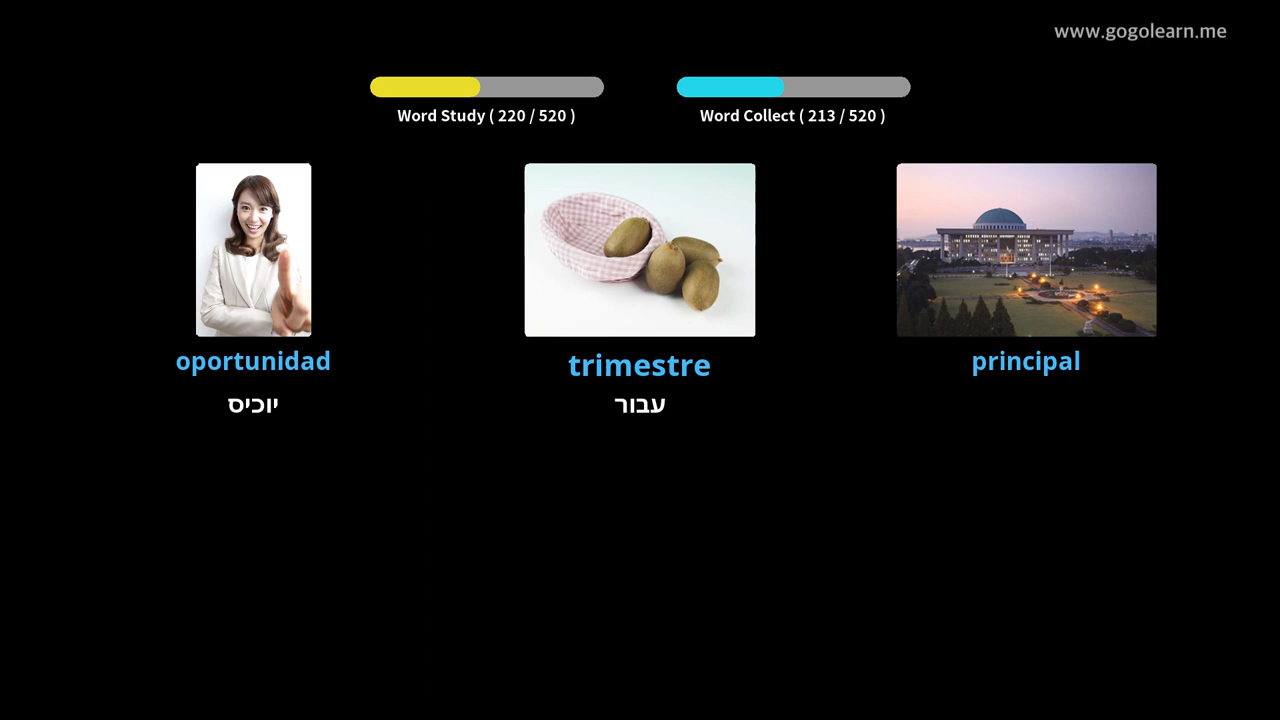 www.gogolearn.me
Word Study ( 220 / 520 )
Word Collect ( 213 / 520 )
oportunidad
trimestre
principal
יוכיס
עבור